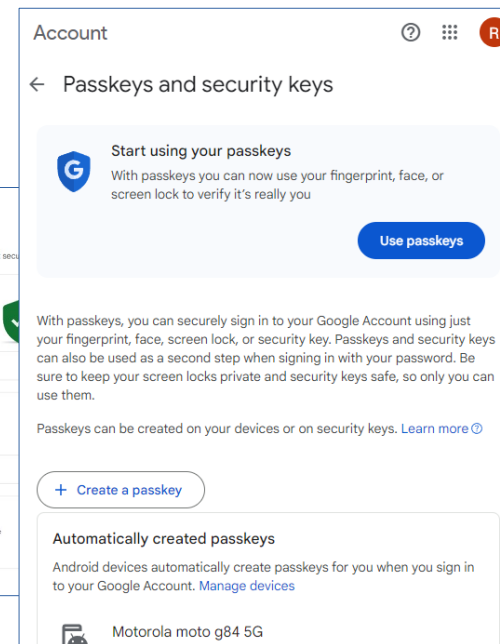 Account
R
Passkeys and security keys
Start using your passkeys
G
With passkeys you can now use your fingerprint, face, or
screen lock to verify it's really you
Use passkeys
secu
With passkeys, you can securely sign in to your Google Account using just
your fingerprint, face, screen lock, or security key. Passkeys and security keys
can also be used as a second step when signing in with your password. Be
sure to keep your screen locks private and security keys safe, so only you can
use them.
Passkeys can be created on your devices or on security keys. Learn more
+ Create a passkey
Automatically created passkeys
Android devices automatically create passkeys for you when you sign in
to your Google Account. Manage devices
Motorola moto g84 5G